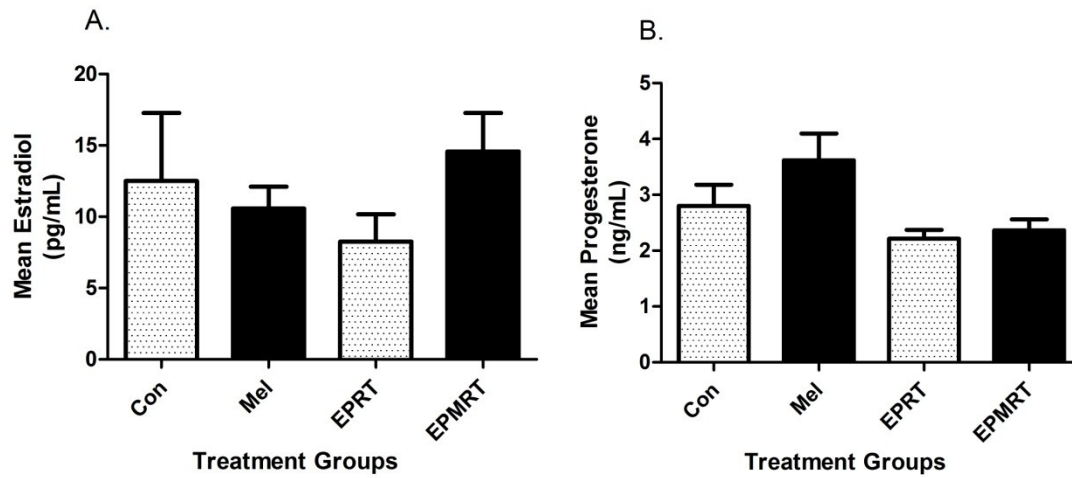 A.
Mean Estradiol
(pg/mL)
20
15
10
5
0
Con
Mel
EPRT
EPMRT
Treatment Groups
B.
Mean Progesterone
(ng/mL)
5
4
3
2
1
0
Con
Mel
EPRT
EPMRT
Treatment Groups